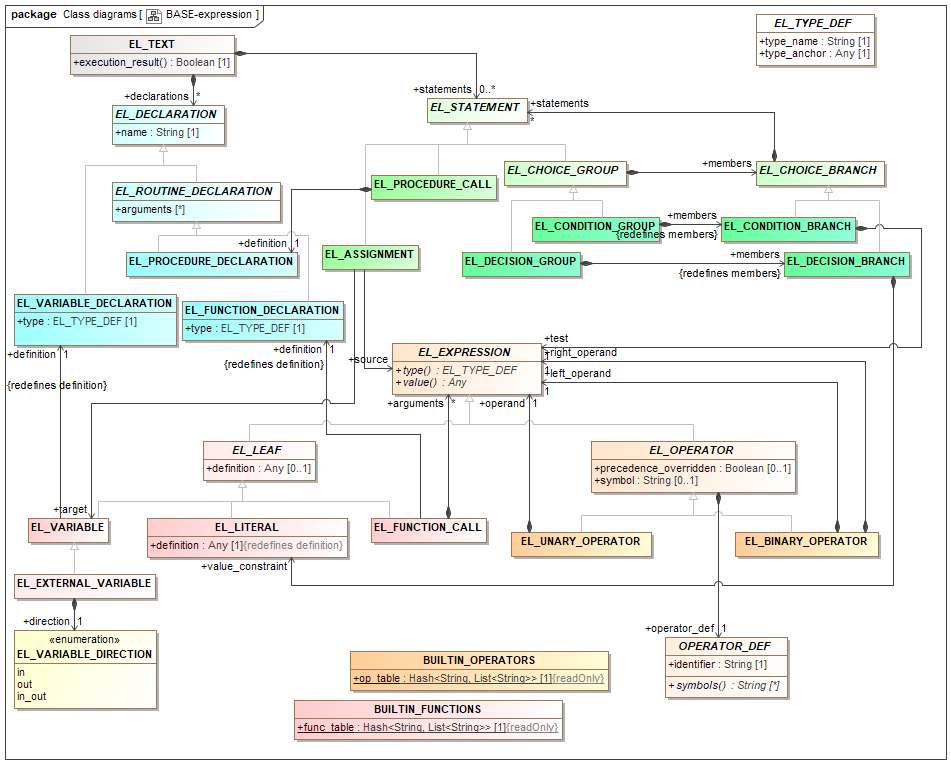 package Class diagrams [ BASE-expression ]
EL_TYPE_DEF
+type_name : String [1]
+type_anchor : Any [1]
EL_TEXT
+execution_result() : Boolean [1]
+declarations
*
+statements
0..*
EL_DECLARATION
+name : String [1]
EL_STATEMENT
+statements
*
EL_ROUTINE_DECLARATION
+arguments [*]
EL_PROCEDURE_CALL
EL_CHOICE_GROUP
+members
EL_CHOICE_BRANCH
+definition
1
EL_PROCEDURE_DECLARATION
EL_ASSIGNMENT
EL_CONDITION_GROUP
+members
{redefines members}
EL_CONDITION_BRANCH
EL_DECISION_GROUP
+members
{redefines members}
EL_DECISION_BRANCH
EL_VARIABLE_DECLARATION
+type : EL_TYPE_DEF [1]
EL_FUNCTION_DECLARATION
+type : EL_TYPE_DEF [1]
+definition
1
{redefines definition}
+definition
1
{redefines definition}
+source
EL_EXPRESSION
+type() : EL_TYPE_DEF
+value() : Any
+test
1
+right_operand
1
+left_operand
1
+arguments
*
+operand
1
EL_LEAF
+definition : Any [0..1]
EL_OPERATOR
+precedence_overridden : Boolean [0..1]
+symbol : String [0..1]
+target
EL_VARIABLE
EL_LITERAL
+definition : Any [1]{redefines definition}
EL_FUNCTION_CALL
EL_UNARY_OPERATOR
EL_BINARY_OPERATOR
+value_constraint
EL_EXTERNAL_VARIABLE
+direction
1
«enumeration»
EL_VARIABLE_DIRECTION
in
out
in_out
+operator_def
1
OPERATOR_DEF
+identifier : String [1]
+symbols() : String [*]
BUILTIN_OPERATORS
+op_table : Hash<String, List<String>> [1]{readOnly}
BUILTIN_FUNCTIONS
+func_table : Hash<String, List<String>> [1]{readOnly}